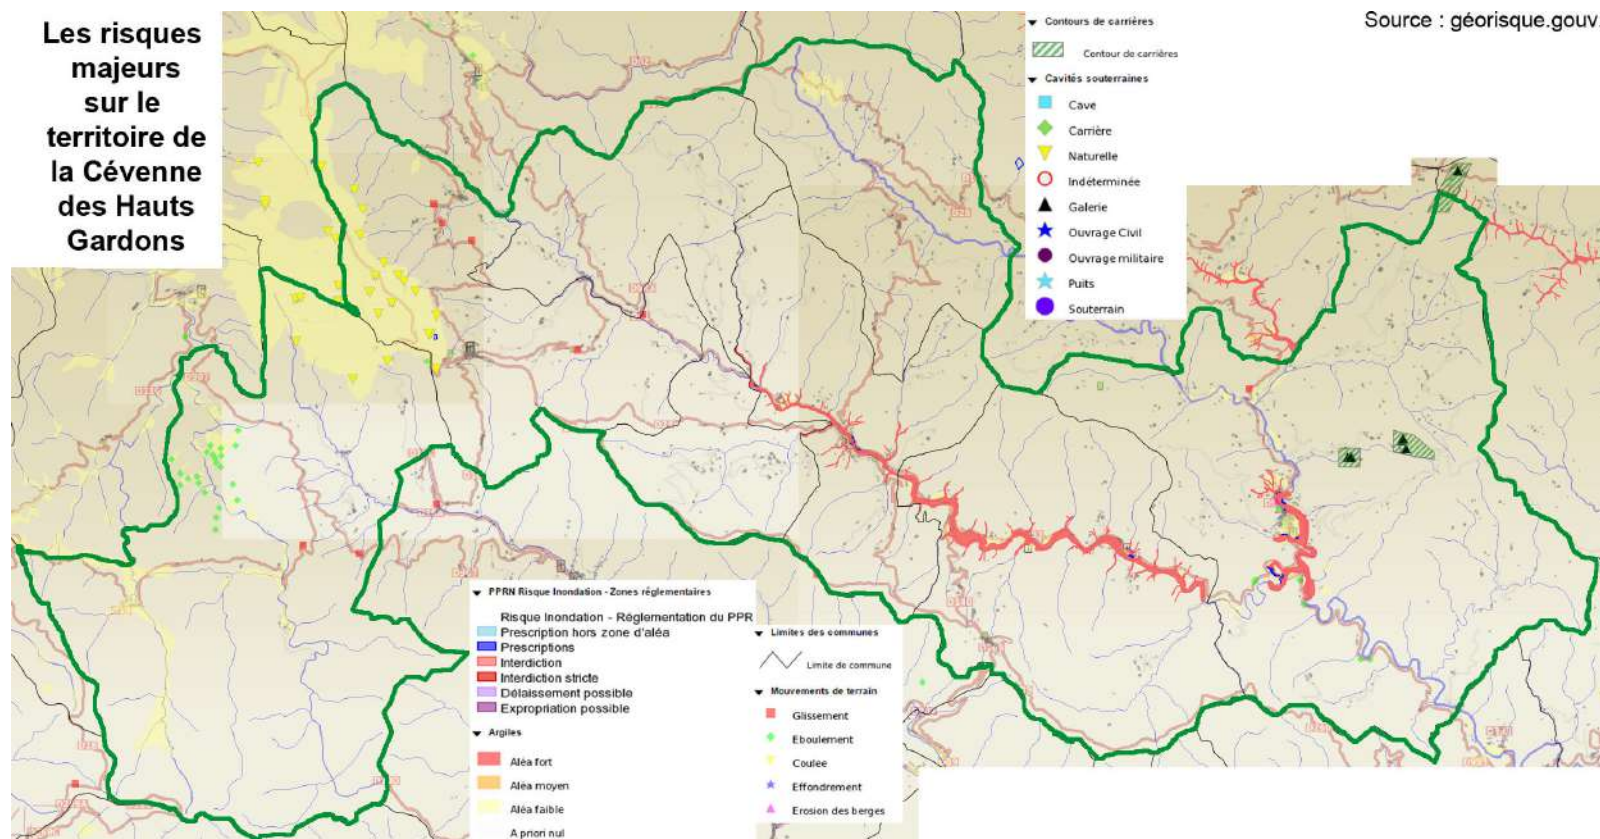 Les risques
majeurs
sur le
territoire de
la Cévenne
des Hauts
Gardons
Source : géorisque.gouv.
Contours de carrières
Contour de carrières
Cavités souterraines
Cave
Carrière
Naturelle
Indéterminée
Galerie
Ouvrage Civil
Ouvrage militaire
Puits
Souterrain
PPRN Risque Inondation - Zones réglementaires
Risque Inondation - Réglementation du PPR
Prescription hors zone d'aléa
Prescriptions
Interdiction
Interdiction stricte
Délaissement possible
Expropriation possible
Argiles
Aléa fort
Aléa moyen
Aléa faible
A priori nul
Limites des communes
Limite de commune
Mouvements de terrain
Glissement
Eboulement
Coulée
Effondrement
Erosion des berges